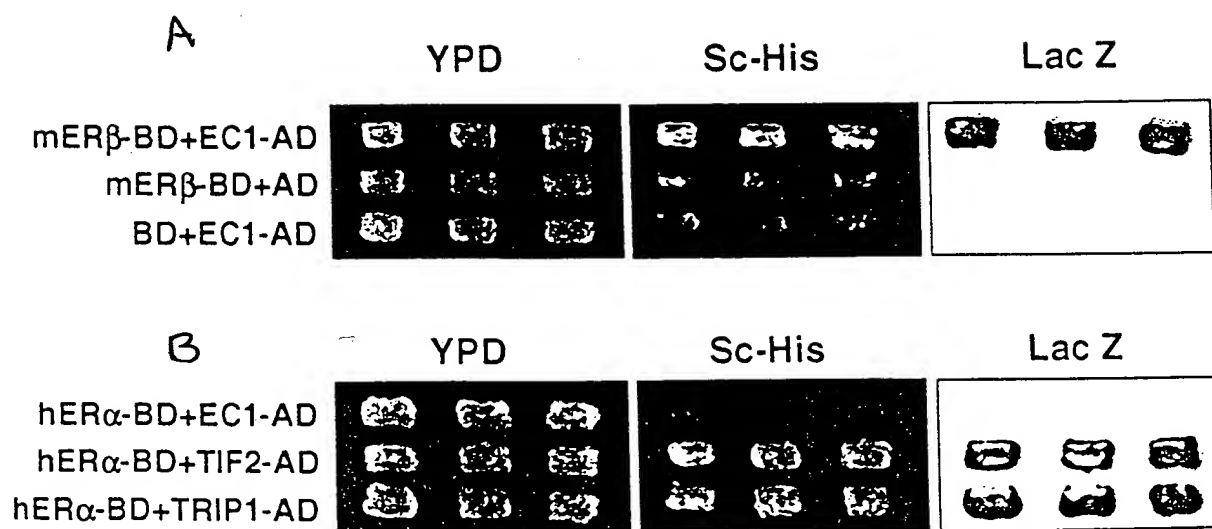 A
YPD Sc-His Lac Z
mERβ-BD+EC1-AD
mERβ-BD+AD
BD+EC1-AD
B
YPD Sc-His Lac Z
hERα-BD+EC1-AD
hERα-BD+TIF2-AD
hERα-BD+TRIP1-AD